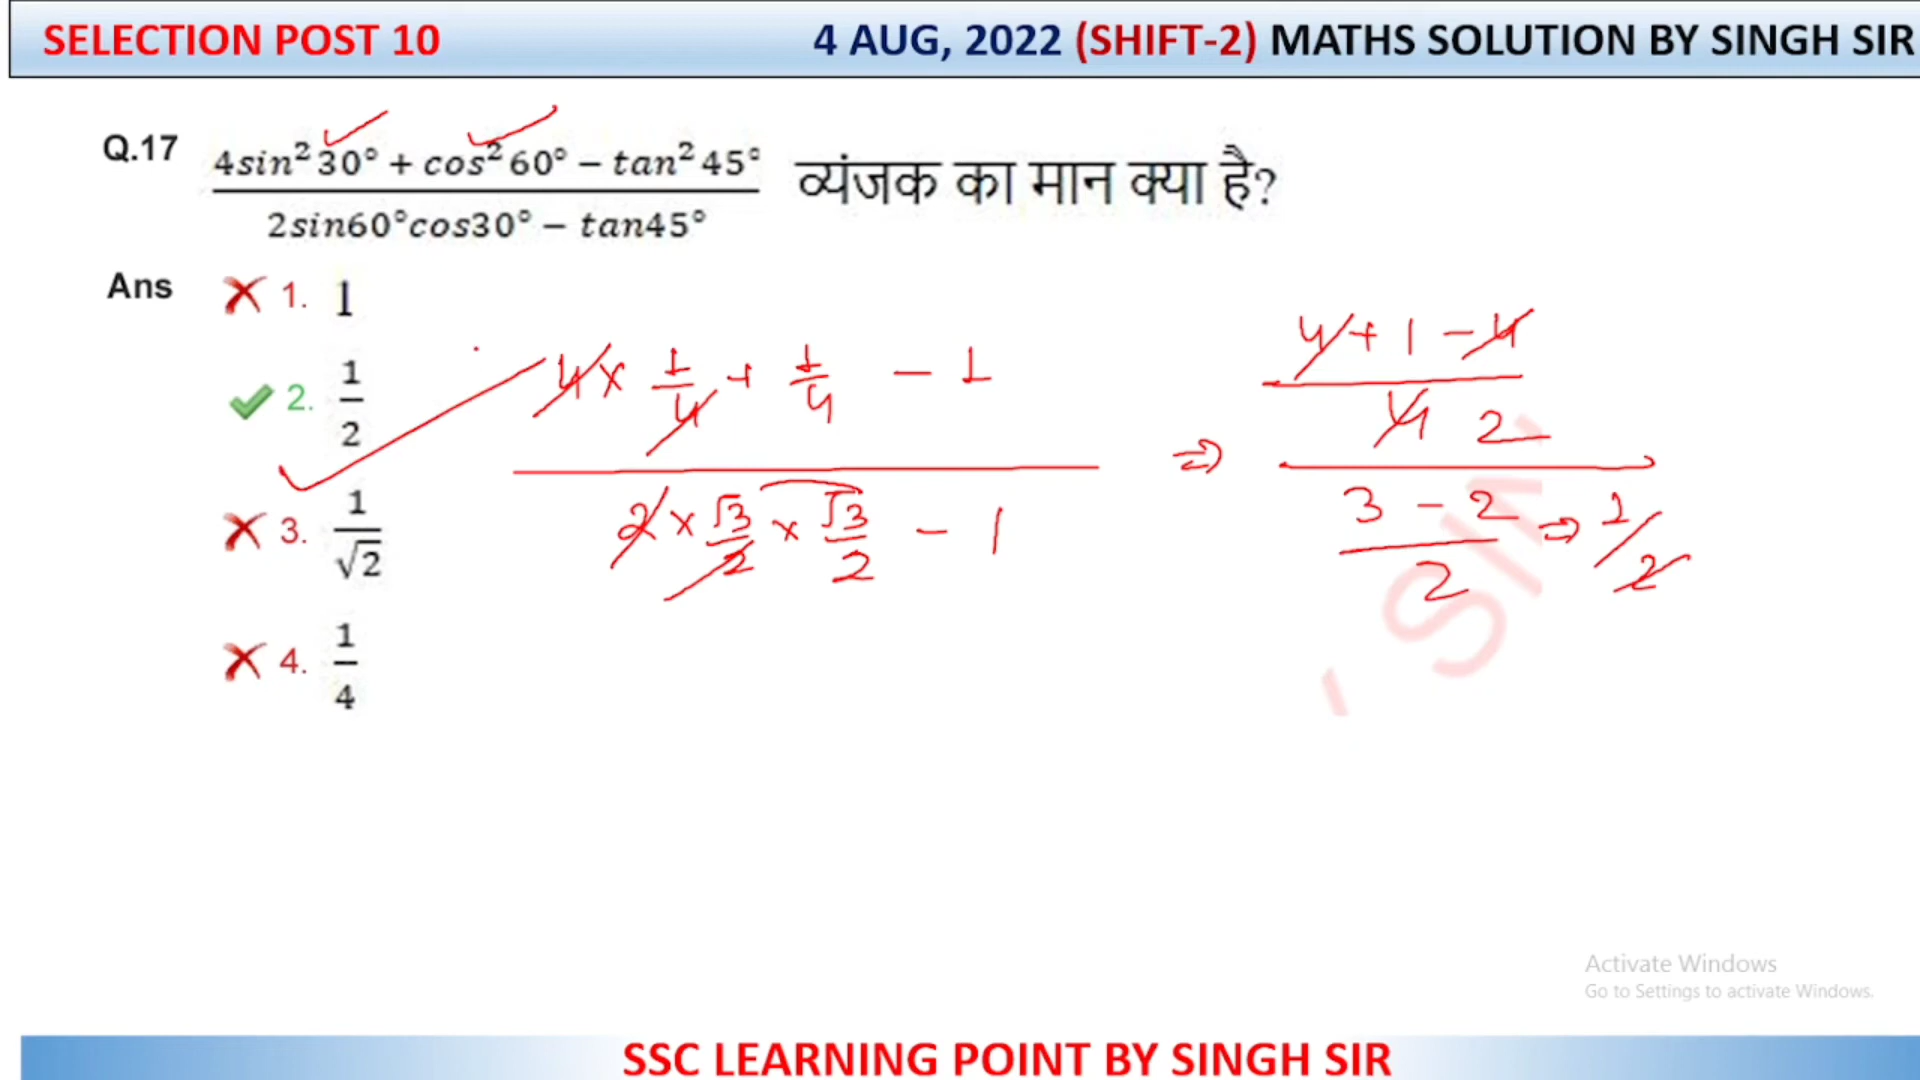 SELECTION POST 10
4 AUG, 2022 (SHIFT-2) MATHS SOLUTION BY SINGH SIR
Q.17
4sin²30° + cos²60° − tan²45°
2sin60°cos30° − tan45°
व्यंजक का मान क्या है?
Ans
1. 1
2. 1/2
3. 1/√2
4. 1/4
4 × 1/4 + 1/4 − 1
2 × √3/2 × √3/2 − 1
⇒
4 + 1 − 4
4 2
3 − 2
2
⇒ 1/2
SIN
Activate Windows
Go to Settings to activate Windows.
SSC LEARNING POINT BY SINGH SIR